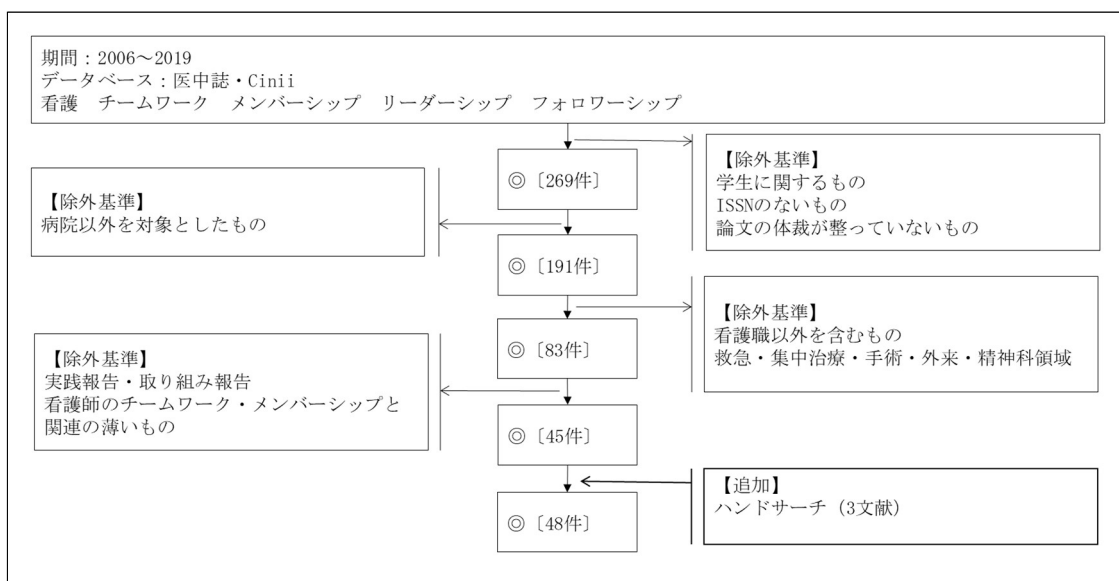 期間：2006～2019
データベース：医中誌・Cinii
看護　チームワーク　メンバーシップ　リーダーシップ　フォロワーシップ
【除外基準】
学生に関するもの
ISSNのないもの
論文の体裁が整っていないもの
◎〔269件〕
【除外基準】
病院以外を対象としたもの
◎〔191件〕
【除外基準】
看護職以外を含むもの
救急・集中治療・手術・外来・精神科領域
◎〔83件〕
【除外基準】
実践報告・取り組み報告
看護師のチームワーク・メンバーシップと
関連の薄いもの
◎〔45件〕
【追加】
ハンドサーチ（3文献）
◎〔48件〕